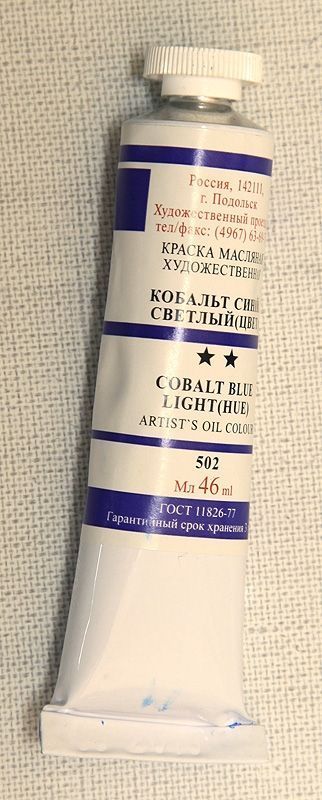 Россия, 142111,
г. Подольск
Художественный
тел/факс: (4967)
КРАСКА МАСЛЯНАЯ
ХУДОЖЕСТВЕННАЯ
КОБАЛЬТ СИНИЙ
СВЕТЛЫЙ(ЦВЕТ
★ ★
COBALT BLUE
LIGHT(HUE)
ARTIST`S OIL COLOUR
502
Мл 46 ml
ГОСТ 11826-77
Гарантийный срок хранения 3